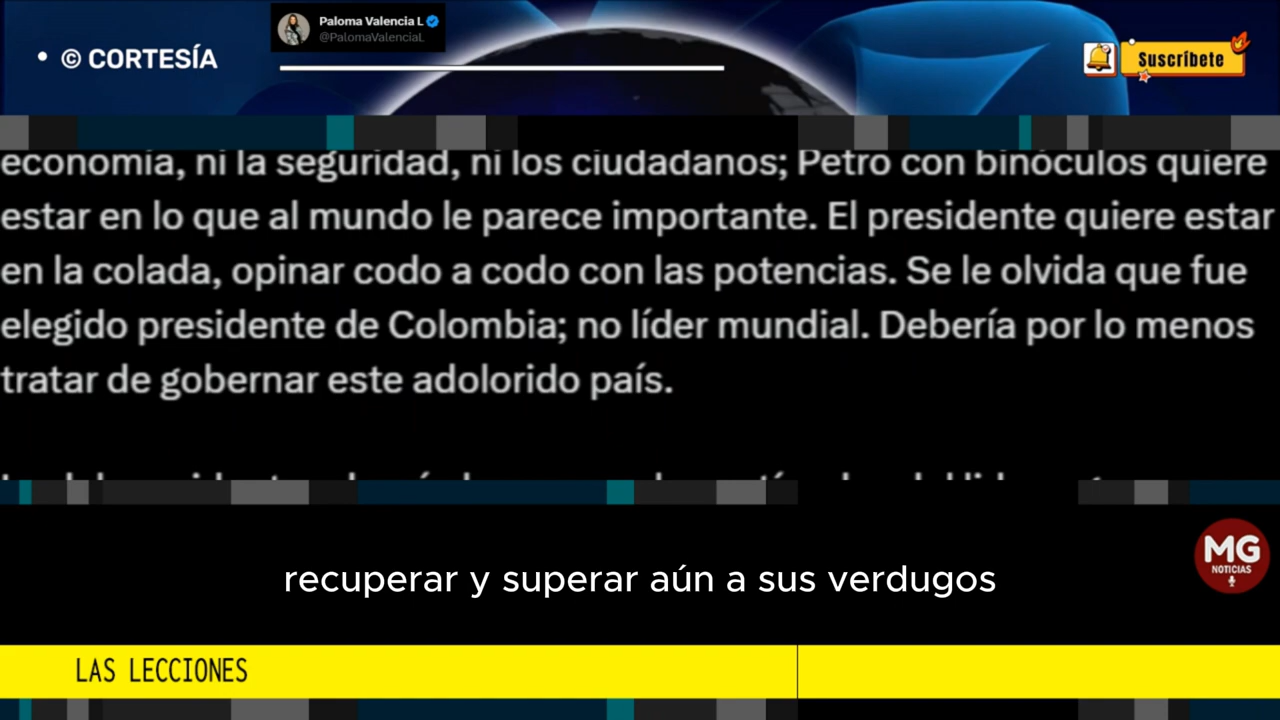 © CORTESÍA
Paloma Valencia L
@PalomaValenciaL
Suscríbete
economía, ni la seguridad, ni los ciudadanos; Petro con binóculos quiere
estar en lo que al mundo le parece importante. El presidente quiere estar
en la colada, opinar codo a codo con las potencias. Se le olvida que fue
elegido presidente de Colombia; no líder mundial. Debería por lo menos
tratar de gobernar este adolorido país.
recuperar y superar aún a sus verdugos
MG
NOTICIAS
LAS LECCIONES